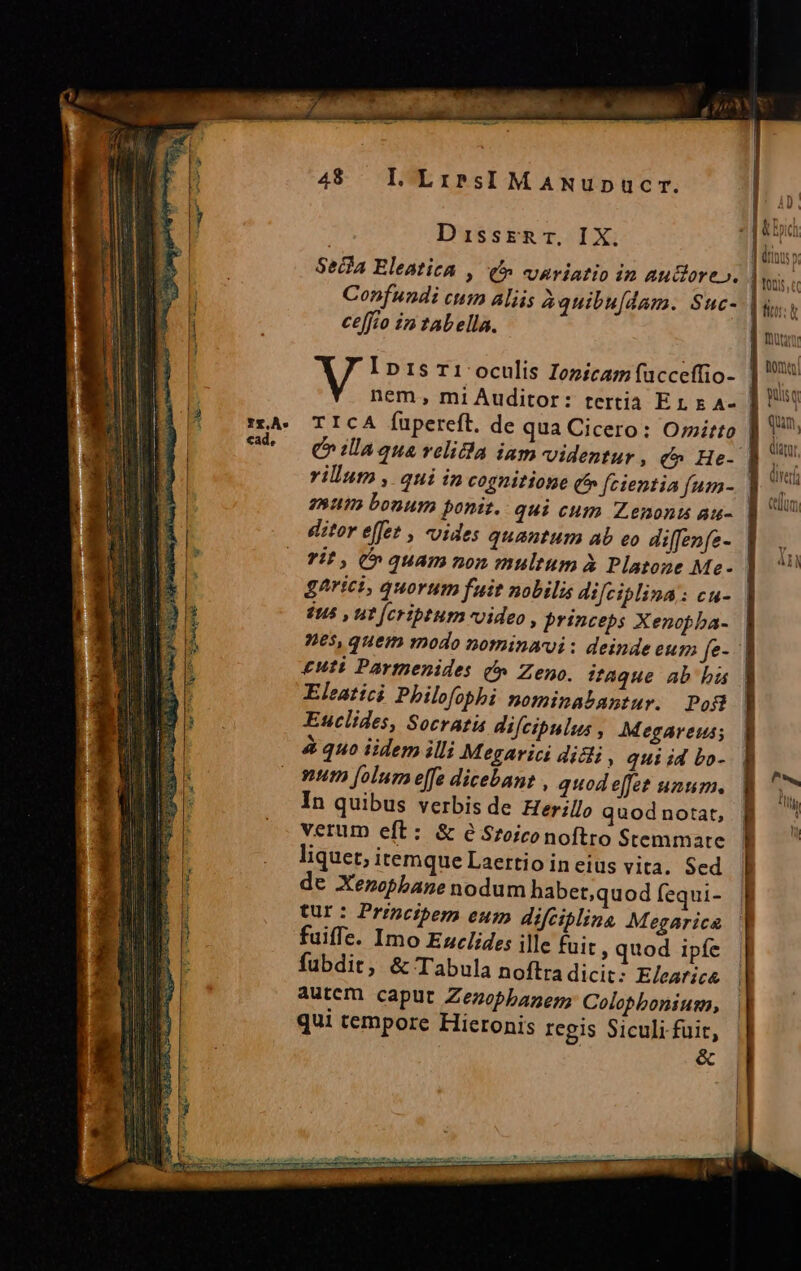 48 I. LIPSI MANUDUCT.
DISSERT. IX.
Secta Eleatica, & variatio in auctore.
Confundi cum aliis à quibuſdam. Suc-
ceſſio in tabella.
VIDISTI oculis Ionicam ſucceſſio-
nem, mi Auditor: tertia ELEA-
TICA ſupereſt. de qua Cicero: Omitto
II. Ac
cad.
& illa quæ relicta iam videntur, & He-
rillum, qui in cognitione & ſcientia ſum-
mum bonum ponit. qui cum Zenonis au-
ditor eſſet, vides quantum ab eo diſſenſe-
rit, & quam non multum à Platone Me-
garici, quorum fuit nobilis diſciplina: cu-
ius, ut ſcriptum video, princeps Xenopha-
nes, quem modo nominavi: deinde eum ſe-
cuti Parmenides & Zeno. itaque ab his
Eleatici Philoſophi nominabantur. Poſt
Euclides, Socratis diſcipulus, Megareus;
à quo iidem illi Megarici dicti, qui id bo-
num ſolum eſſe dicebant, quod eſſet unum.
In quibus verbis de Herillo quod notat,
verum eſt: & è Stoico noſtro Stemmate
liquet, itemque Laertio in eius vita. Sed
de Xenophane nodum habet, quod ſequi-
tur: Principem eum diſciplinæ Megaricæ
fuiſſe. Imo Euclides ille fuit, quod ipſe
ſubdit, & Tabula noſtra dicit: Eleaticæ
autem caput Zenophanem Colophonium,
qui tempore Hieronis regis Siculi fuit,
&